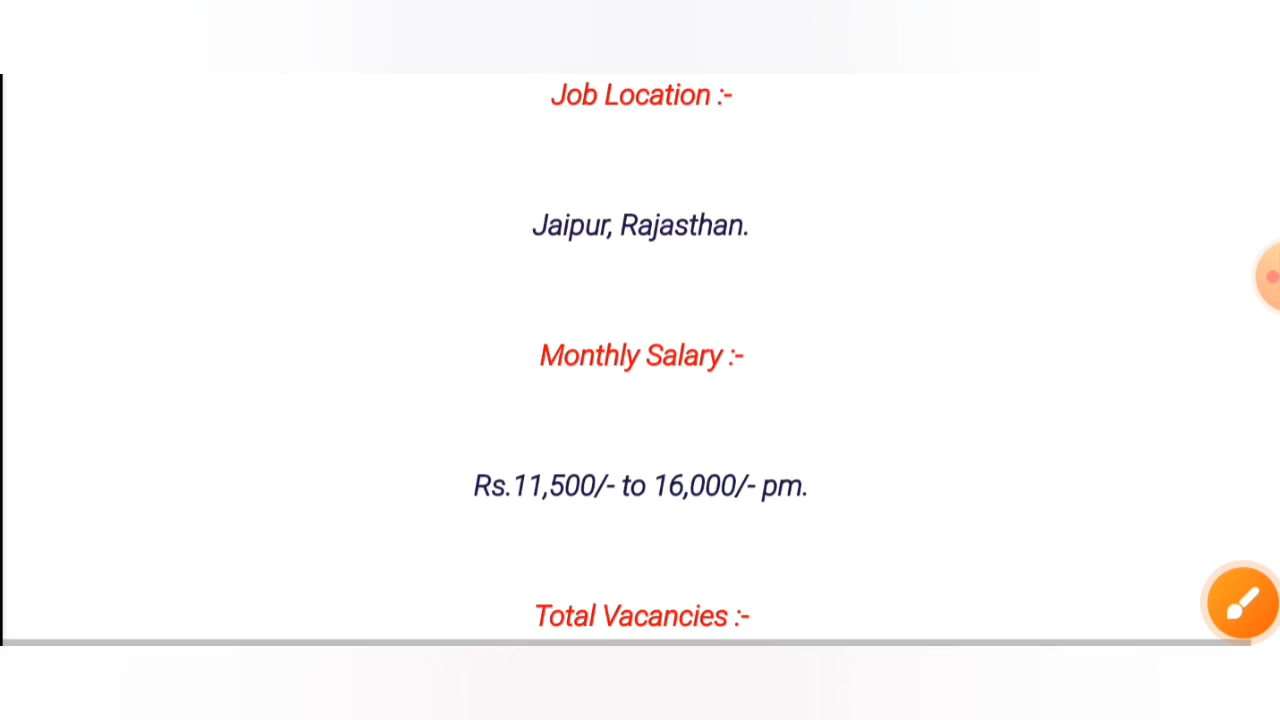 Job Location :-
Jaipur, Rajasthan.
Monthly Salary :-
Rs.11,500/- to 16,000/- pm.
Total Vacancies :-